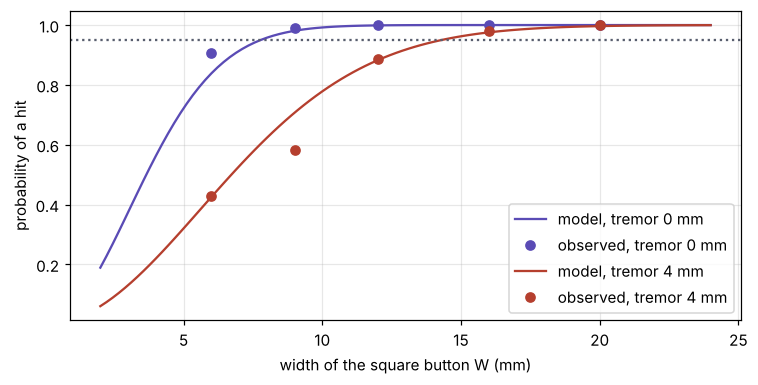 1.0
0.8
0.6
0.4
0.2
probability of a hit
5
10
15
20
25
width of the square button W (mm)
model, tremor 0 mm
observed, tremor 0 mm
model, tremor 4 mm
observed, tremor 4 mm